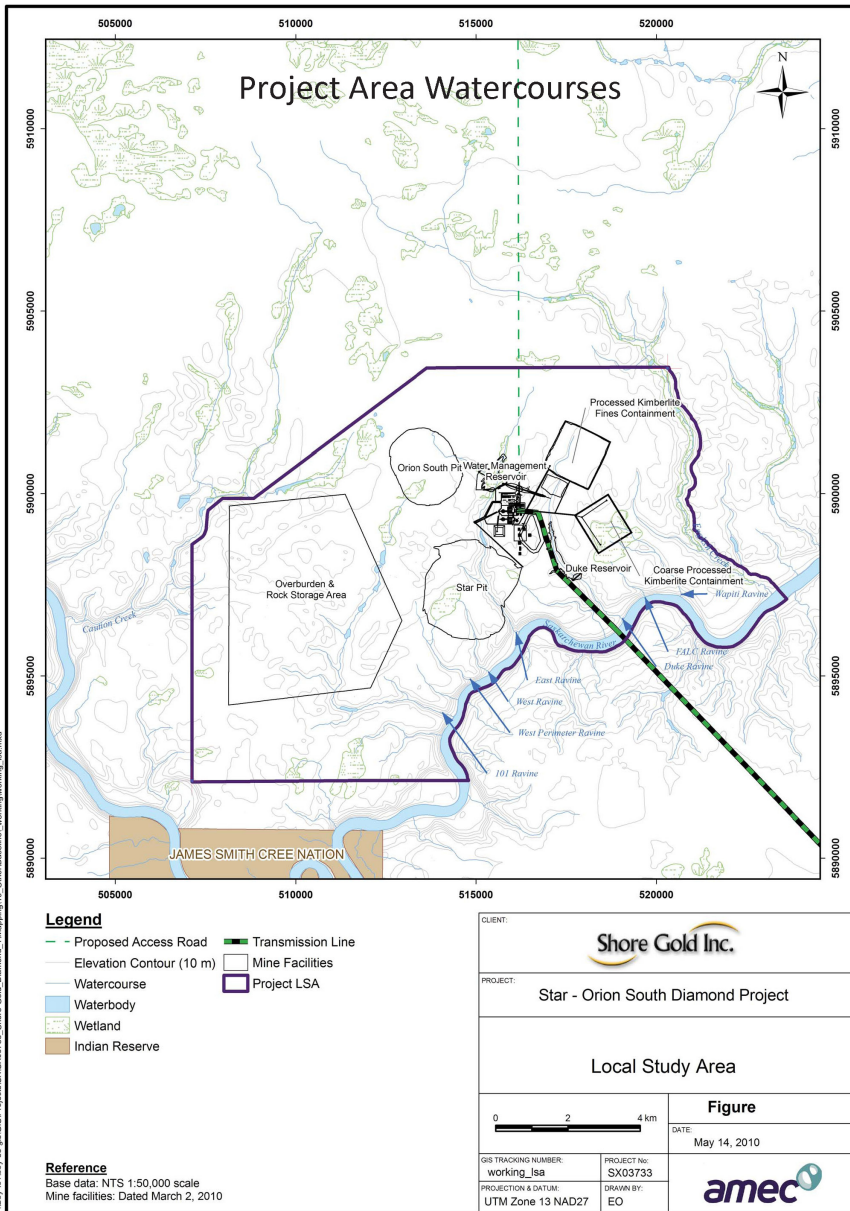 505000
510000
515000
520000
Project Area Watercourses
N
5910000
5910000
5905000
5905000
Processed Kimberlite
Fines Containment
Orion South Pit
Water Management
Reservoir
5900000
5900000
Duke Reservoir
Coarse Processed
Kimberlite Containment
Overburden &
Rock Storage Area
Star Pit
Wapiti Ravine
Caution Creek
Saskatchewan River
FALC Ravine
Duke Ravine
5895000
5895000
East Ravine
West Ravine
West Perimeter Ravine
101 Ravine
5890000
5890000
JAMES SMITH CREE NATION
505000
510000
515000
520000
Legend
Proposed Access Road
Transmission Line
Elevation Contour (10 m)
Mine Facilities
Watercourse
Project LSA
Waterbody
Wetland
Indian Reserve
Reference
Base data: NTS 1:50,000 scale
Mine facilities: Dated March 2, 2010
CLIENT:
Shore Gold Inc.
PROJECT:
Star - Orion South Diamond Project
Local Study Area
0 2 4 km
Figure
DATE:
May 14, 2010
GIS TRACKING NUMBER:
working_lsa
PROJECT No:
SX03733
PROJECTION & DATUM:
UTM Zone 13 NAD27
DRAWN BY:
EO
amec